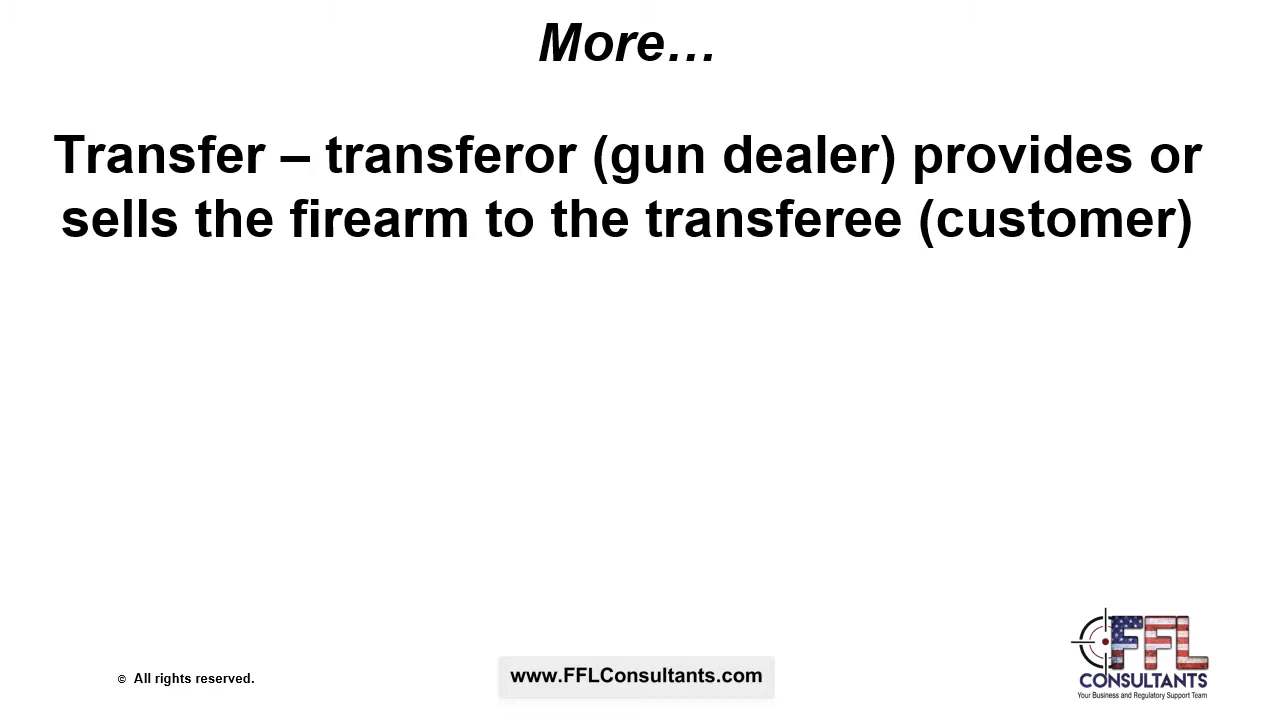 More…
Transfer – transferor (gun dealer) provides or
sells the firearm to the transferee (customer)
© All rights reserved.
www.FFLConsultants.com
FFL
CONSULTANTS
Your Business and Regulatory Support Team